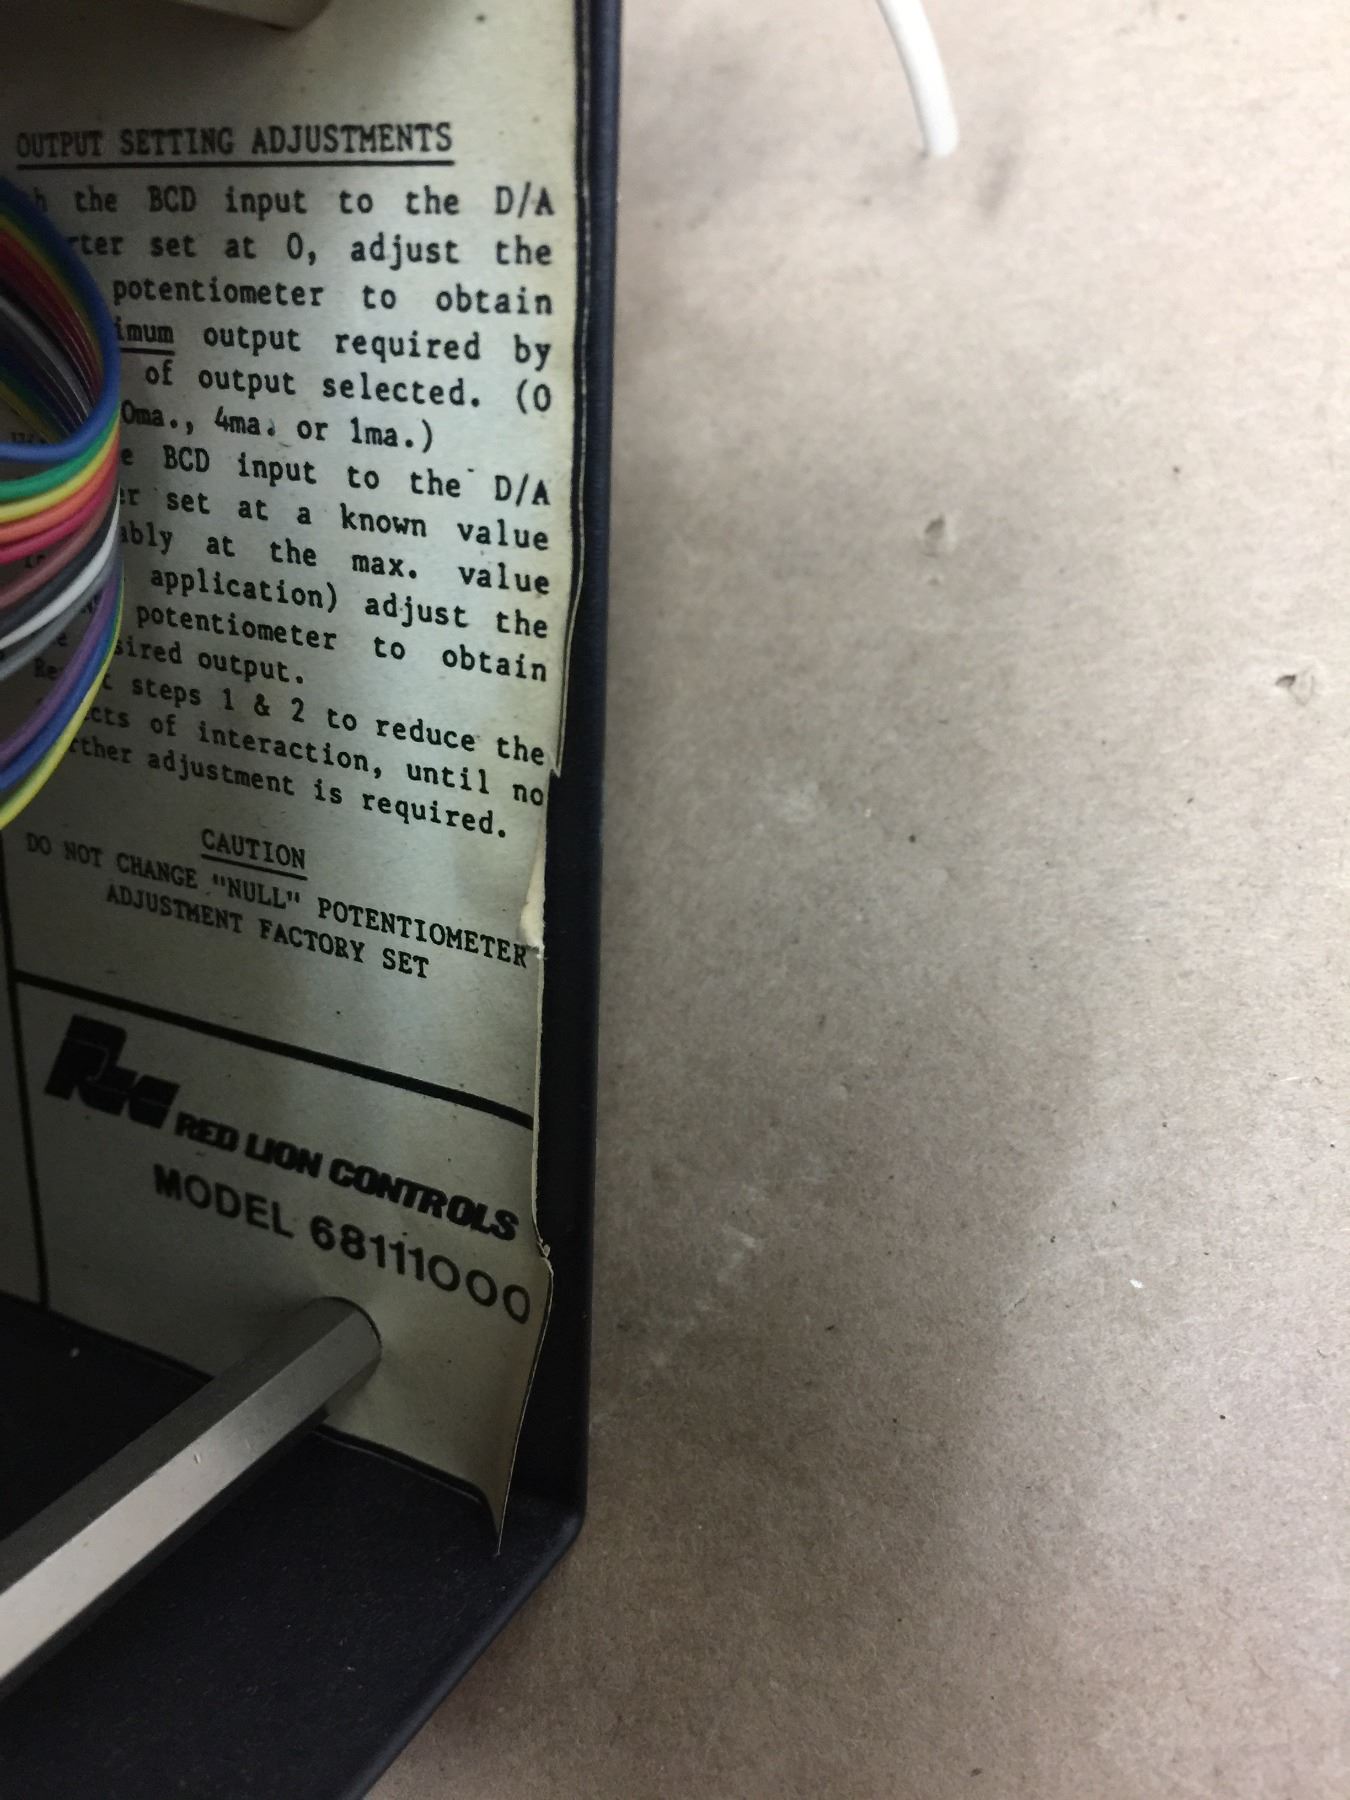 OUTPUT SETTING ADJUSTMENTS
the BCD input to the D/A
set at 0, adjust the
potentiometer to obtain
output required by
of output selected. (0
0ma., 4ma. or 1ma.)
BCD input to the D/A
set at a known value
at the max. value
application) adjust the
potentiometer to obtain
output.
steps 1 & 2 to reduce the
of interaction, until no
adjustment is required.
CAUTION
DO NOT CHANGE "NULL" POTENTIOMETER
ADJUSTMENT FACTORY SET
RLC RED LION CONTROLS
MODEL 68111000